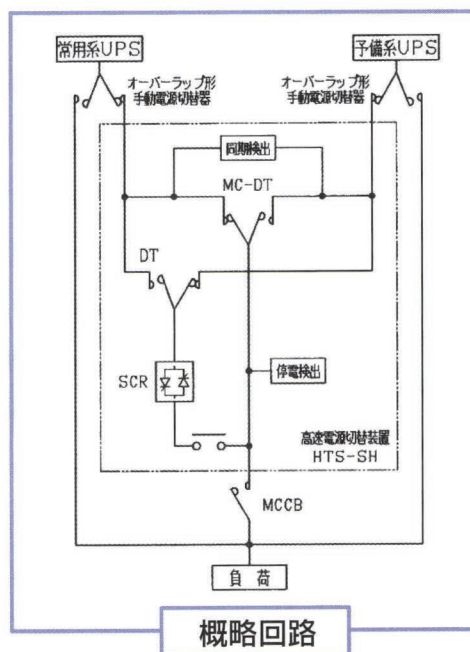 常用系UPS
予備系UPS
オーバーラップ形
手動電源切替器
オーバーラップ形
手動電源切替器
同期検出
MC-DT
DT
SCR
停電検出
高速電源切替装置
HTS-SH
MCCB
負荷
概略回路